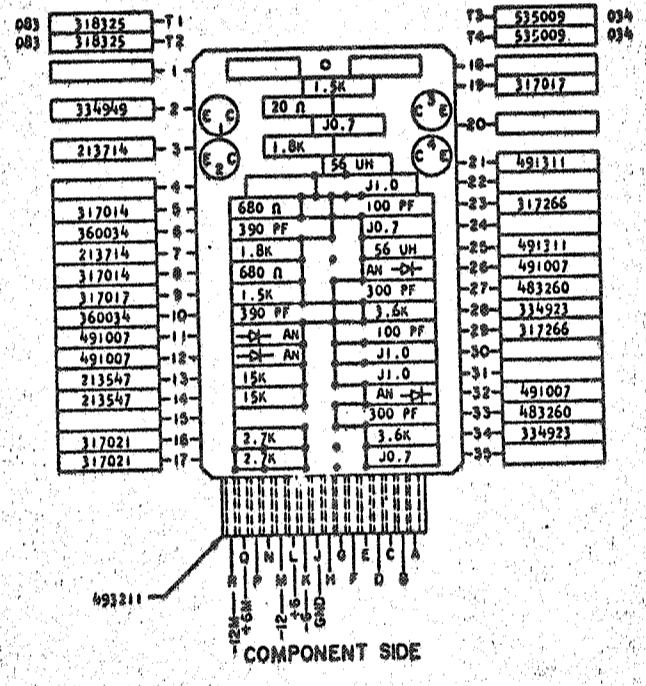 083 318325 -T1
083 318325 -T2
T3- 535009 034
T4- 535009 034
-1-
334949 -2-
213714 -3-
-4-
317014 -5-
360034 -6-
213714 -7-
317014 -8-
317017 -9-
360034 -10-
491007 -11-
491007 -12-
213547 -13-
213547 -14-
-15-
317021 -16-
317021 -17-
1.5K
20 Ω
J0.7
1.8K
56 UH
E C 1
E C 2
3 C E
4 C E
J1.0
680 Ω 100 PF
390 PF J0.7
1.8K 56 UH
680 Ω AN
1.5K 300 PF
390 PF 3.6K
AN 100 PF
AN J1.0
15K J1.0
15K AN
300 PF
2.7K 3.6K
2.7K J0.7
-18-
-19- 317017
-20-
-21- 491311
-22-
-23- 317266
-24-
-25- 491311
-26- 491007
-27- 483260
-28- 334923
-29- 317266
-30-
-31-
-32- 491007
-33- 483260
-34- 334923
-35-
493211
R Q P N M L K J H G F E D C B A
-12M
+6M
-12
+6
-6
GND
COMPONENT SIDE